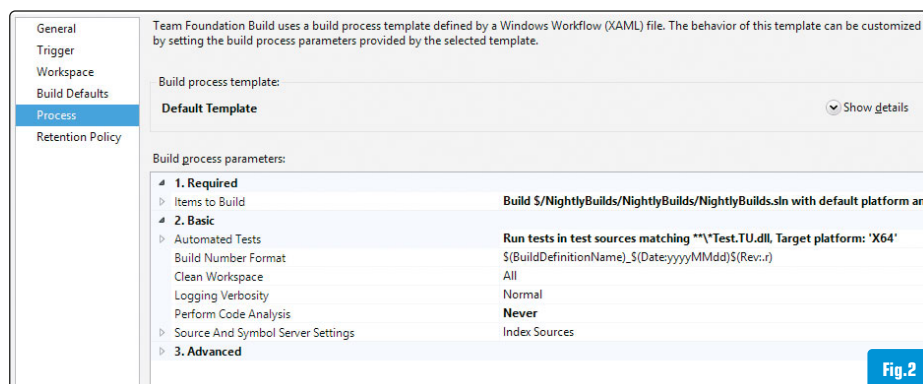 General
Trigger
Workspace
Build Defaults
Process
Retention Policy
Team Foundation Build uses a build process template defined by a Windows Workflow (XAML) file. The behavior of this template can be customized
by setting the build process parameters provided by the selected template.
Build process template:
Default Template
Show details
Build process parameters:
1. Required
Items to Build Build $/NightlyBuilds/NightlyBuilds/NightlyBuilds.sln with default platform an
2. Basic
Automated Tests Run tests in test sources matching **\*Test.TU.dll, Target platform: 'X64'
Build Number Format $(BuildDefinitionName)_$(Date:yyyyMMdd)$(Rev:.r)
Clean Workspace All
Logging Verbosity Normal
Perform Code Analysis Never
Source And Symbol Server Settings Index Sources
3. Advanced
Fig.2